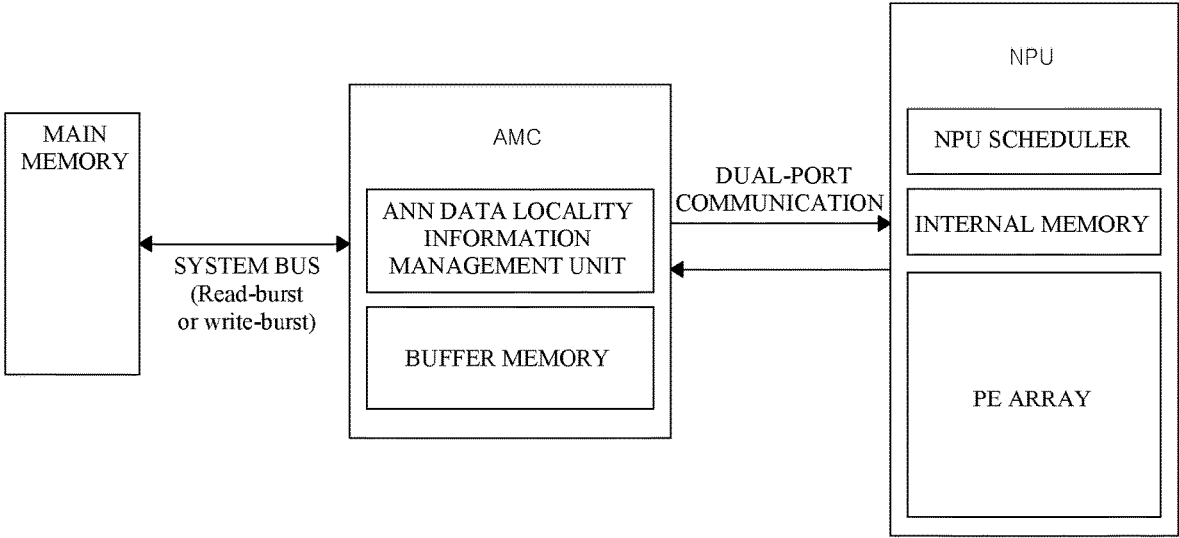 MAIN
MEMORY
SYSTEM BUS
(Read-burst
or write-burst)
AMC
ANN DATA LOCALITY
INFORMATION
MANAGEMENT UNIT
BUFFER MEMORY
DUAL-PORT
COMMUNICATION
NPU
NPU SCHEDULER
INTERNAL MEMORY
PE ARRAY